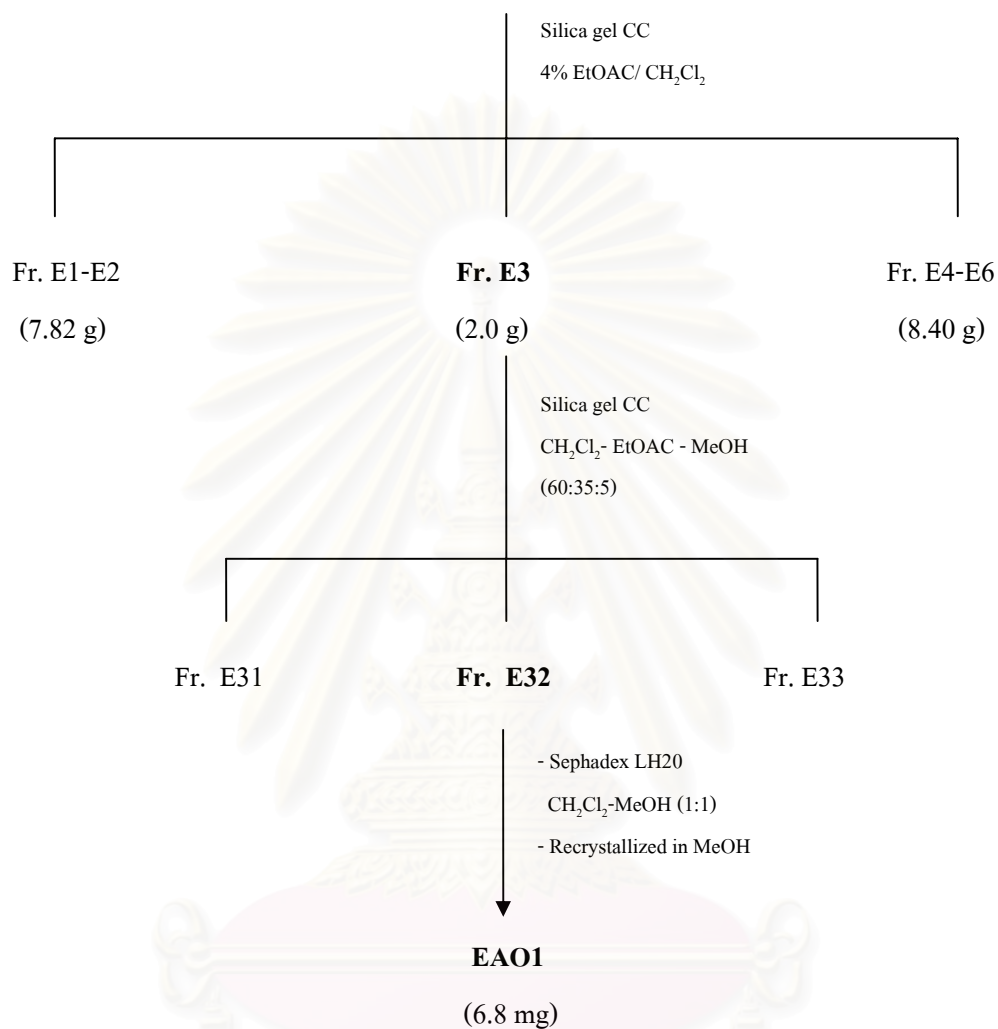 Silica gel CC
4% EtOAC/ CH₂Cl₂
Fr. E1-E2
Fr. E3
Fr. E4-E6
(7.82 g)
(2.0 g)
(8.40 g)
Silica gel CC
CH₂Cl₂- EtOAC - MeOH
(60:35:5)
Fr. E31
Fr. E32
Fr. E33
- Sephadex LH20
CH₂Cl₂-MeOH (1:1)
- Recrystallized in MeOH
EAO1
(6.8 mg)